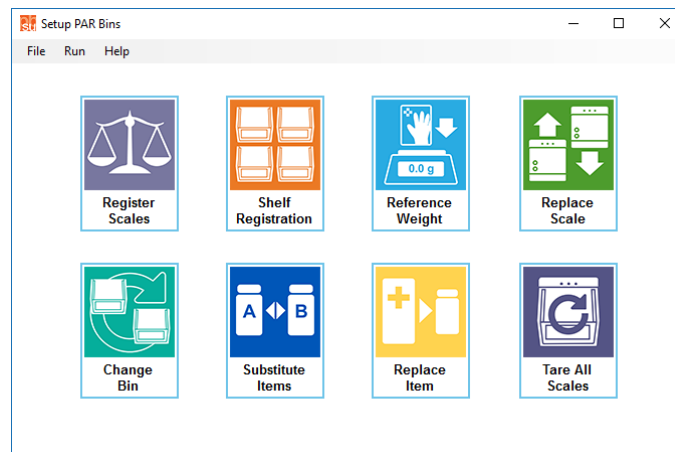 Setup PAR Bins
File Run Help
0.0 g
Register
Scales
Shelf
Registration
Reference
Weight
Replace
Scale
A B
Change
Bin
Substitute
Items
Replace
Item
Tare All
Scales